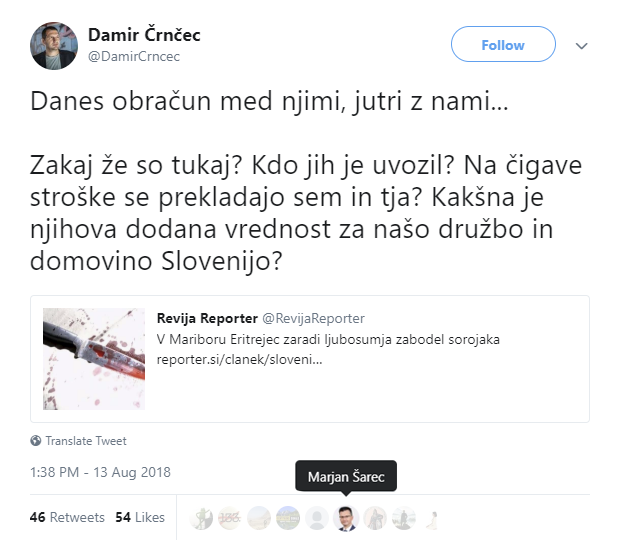 Damir Črnčec
@DamirCrncec
Follow
Danes obračun med njimi, jutri z nami...
Zakaj že so tukaj? Kdo jih je uvozil? Na čigave
stroške se prekladajo sem in tja? Kakšna je
njihova dodana vrednost za našo družbo in
domovino Slovenijo?
Revija Reporter @RevijaReporter
V Mariboru Eritrejec zaradi ljubosumja zabodel sorojaka
reporter.si/clanek/sloveni...
Translate Tweet
1:38 PM - 13 Aug 2018
Marjan Šarec
46 Retweets 54 Likes